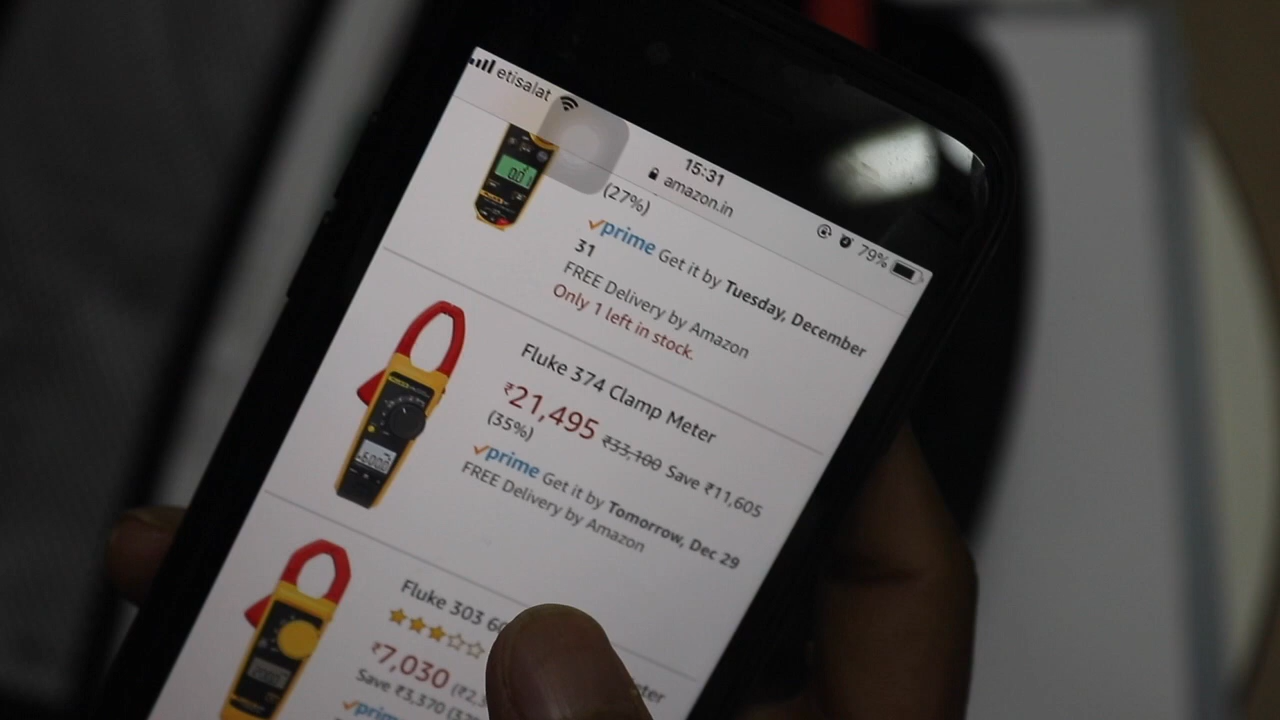 etisalat
15:31
79%
amazon.in
(27%)
prime Get it by Tuesday, December
31
FREE Delivery by Amazon
Only 1 left in stock.
Fluke 374 Clamp Meter
₹21,495 ₹33,100 Save ₹11,605
(35%)
prime Get it by Tomorrow, Dec 29
FREE Delivery by Amazon
Fluke 303
₹7,030
Save ₹3,370
prime